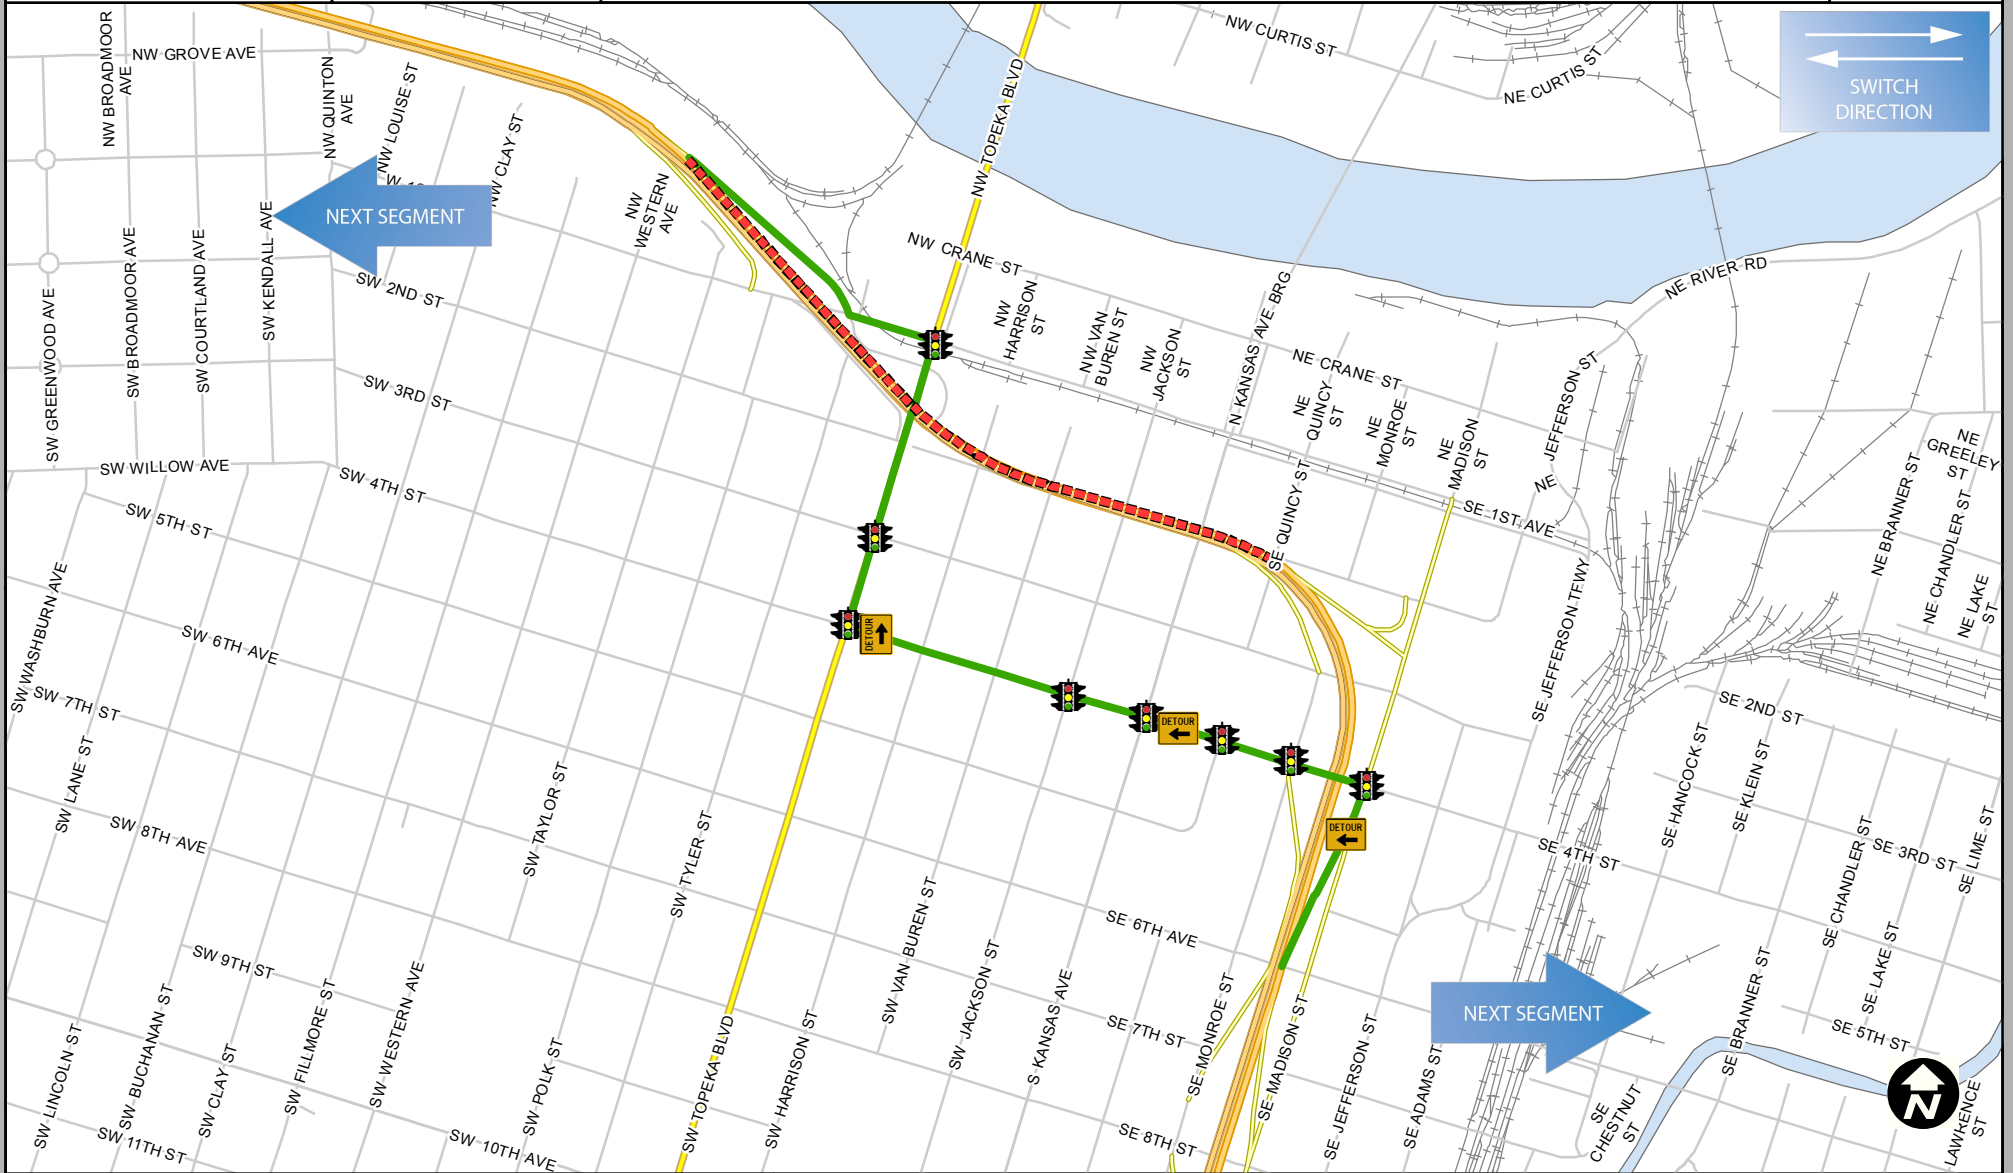 NW GROVE AVE
NW BROADMOOR
AVE
NW QUINTON
AVE
NW LOUISE ST
NW CLAY ST
NW
WESTERN
AVE
NW TOPEKA BLVD
NW CURTIS ST
NE CURTIS ST
SWITCH
DIRECTION
NEXT SEGMENT
SW GREENWOOD AVE
SW BROADMOOR AVE
SW COURTLAND AVE
SW KENDALL AVE
SW 2ND ST
SW 3RD ST
SW WILLOW AVE
SW 4TH ST
SW 5TH ST
NW CRANE ST
NW
HARRISON
ST
NW VAN
BUREN ST
NW
JACKSON
ST
N KANSAS AVE BRG
NE CRANE ST
NE
QUINCY
ST
NE
MONROE
ST
NE
MADISON
ST
NE
JEFFERSON ST
NE RIVER RD
NE
GREELEY
ST
NE BRANNER ST
NE CHANDLER ST
NE LAKE
ST
SE QUINCY ST
SE 1ST AVE
SE JEFFERSON TFWY
SW WASHBURN AVE
SW 6TH AVE
SW 7TH ST
SW LANE ST
SW 8TH AVE
SW TAYLOR ST
SW TYLER ST
DETOUR
DETOUR
DETOUR
SE 2ND ST
SE HANCOCK ST
SE KLEIN ST
SE 3RD ST
SE LIME ST
SE CHANDLER ST
SE 4TH ST
SE LAKE ST
SE 6TH AVE
SW 9TH ST
SW VAN BUREN ST
SW JACKSON ST
S KANSAS AVE
SE MONROE ST
SE 7TH ST
SE MADISON ST
SE JEFFERSON ST
SE ADAMS ST
NEXT SEGMENT
SE BRANNER ST
SE 5TH ST
SW LINCOLN ST
SW BUCHANAN ST
SW CLAY ST
SW FILLMORE ST
SW WESTERN AVE
SW POLK ST
SW TOPEKA BLVD
SW HARRISON ST
SW 11TH ST
SW 10TH AVE
SE 8TH ST
SE
CHESTNUT
ST
LAWRENCE
ST
N